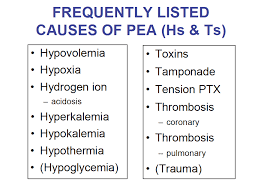 FREQUENTLY LISTED
CAUSES OF PEA (Hs & Ts)
• Hypovolemia
• Hypoxia
• Hydrogen ion
– acidosis
• Hyperkalemia
• Hypokalemia
• Hypothermia
• (Hypoglycemia)
• Toxins
• Tamponade
• Tension PTX
• Thrombosis
– coronary
• Thrombosis
– pulmonary
• (Trauma)